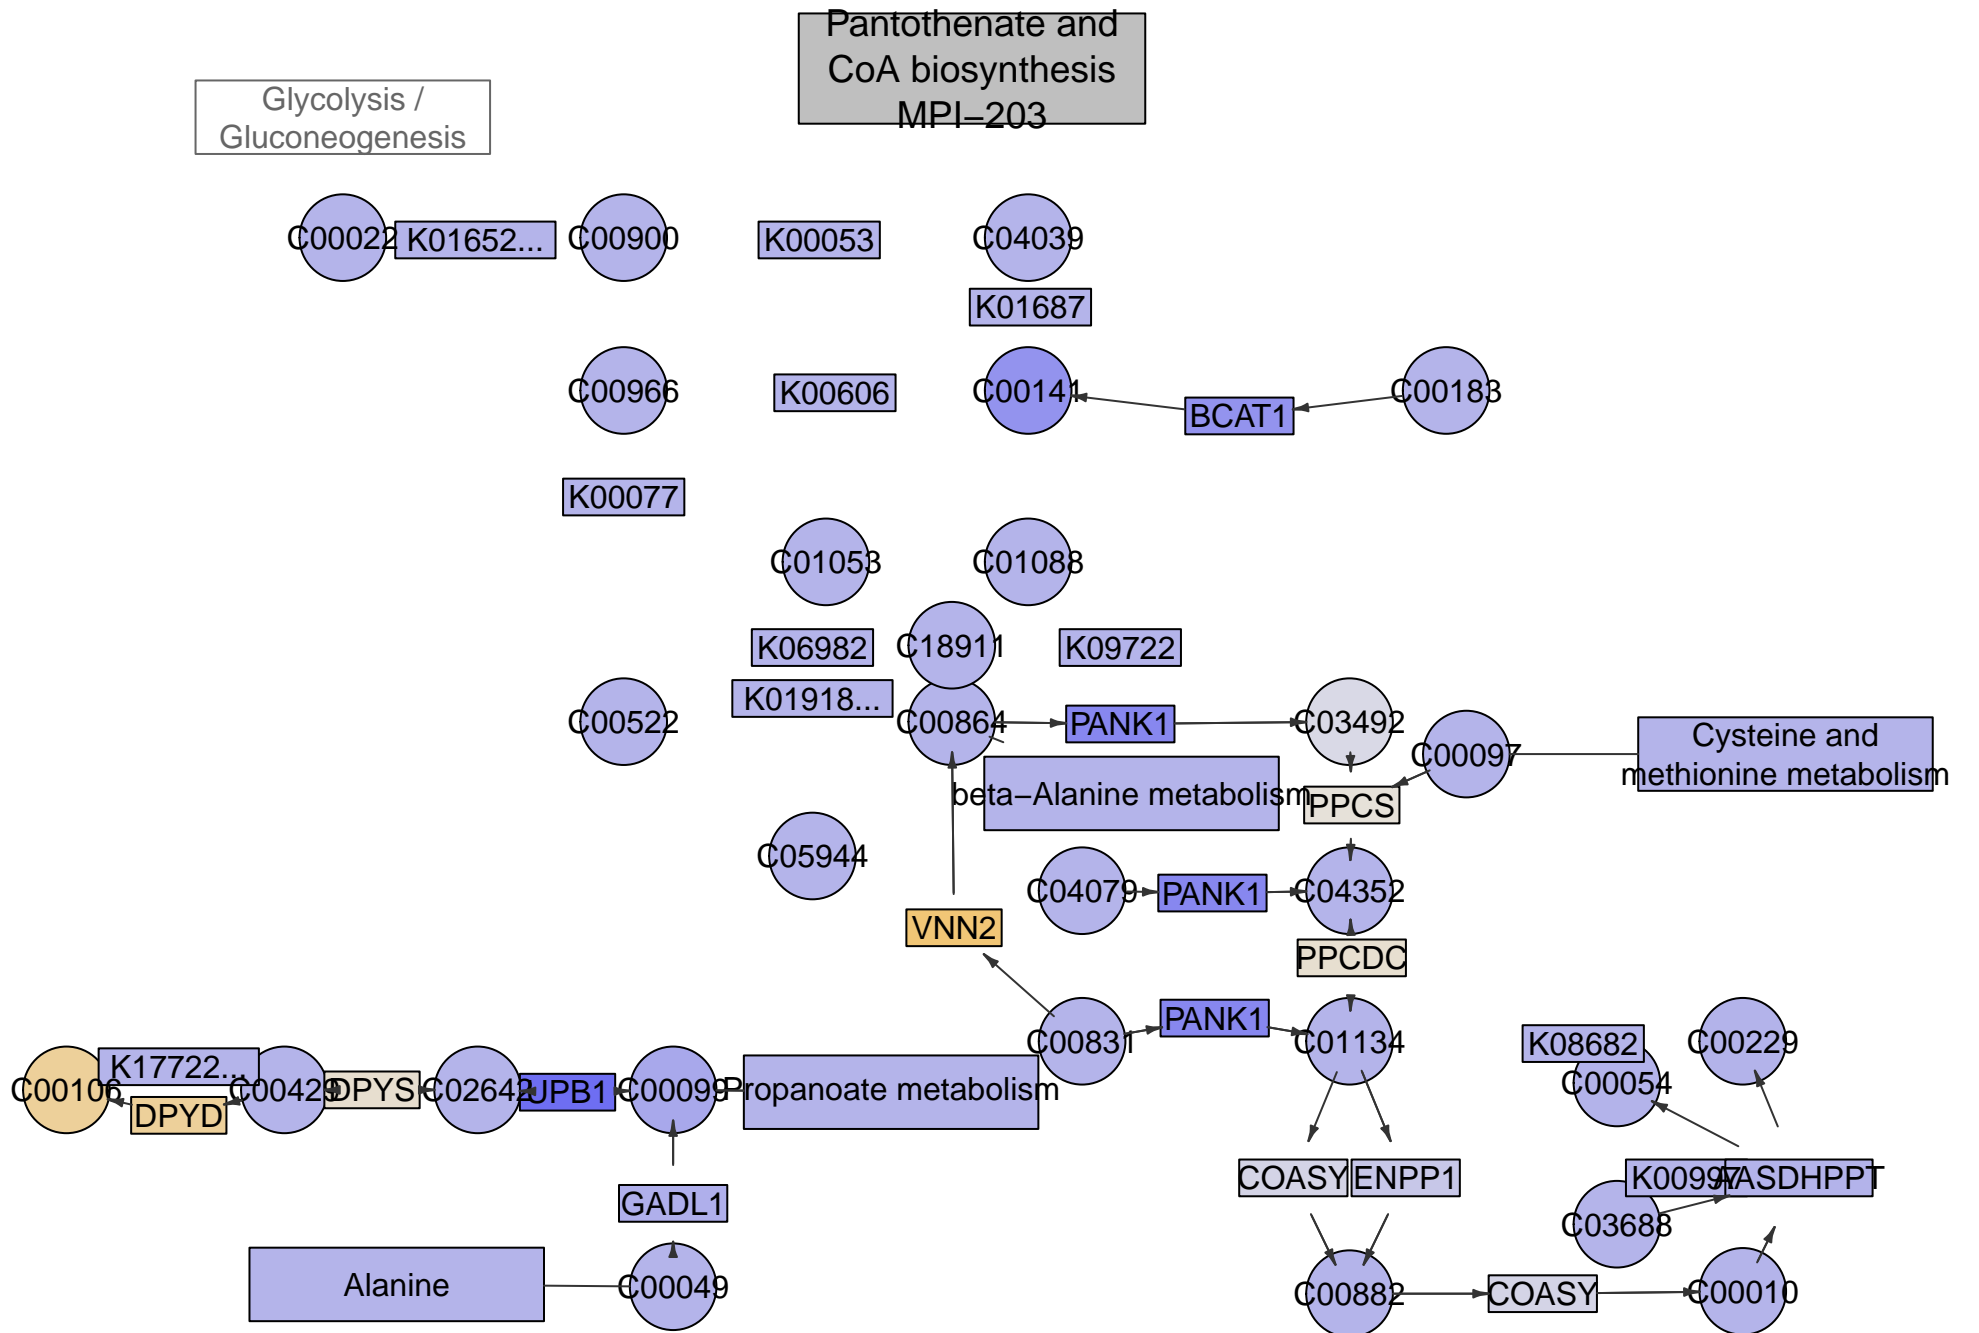 Pantothenate and
CoA biosynthesis
MPI–203
Glycolysis /
Gluconeogenesis
C00022
K01652...
C00900
K00053
C04039
K01687
C00966
K00606
C00141
BCAT1
C00183
K00077
C01053
C01088
K06982
C18911
K09722
K01918...
C00522
C00864
PANK1
C03492
C00097
Cysteine and
methionine metabolism
beta–Alanine metabolism
PPCS
C05944
C04079
PANK1
C04352
VNN2
PPCDC
C00831
PANK1
C01134
K08682
C00229
C00054
C00106
K17722...
C00429
DPYS
C02642
UPB1
C00099
Propanoate metabolism
DPYD
COASY
ENPP1
K00997
AASDHPPT
GADL1
C03688
Alanine
C00049
C00882
COASY
C00010